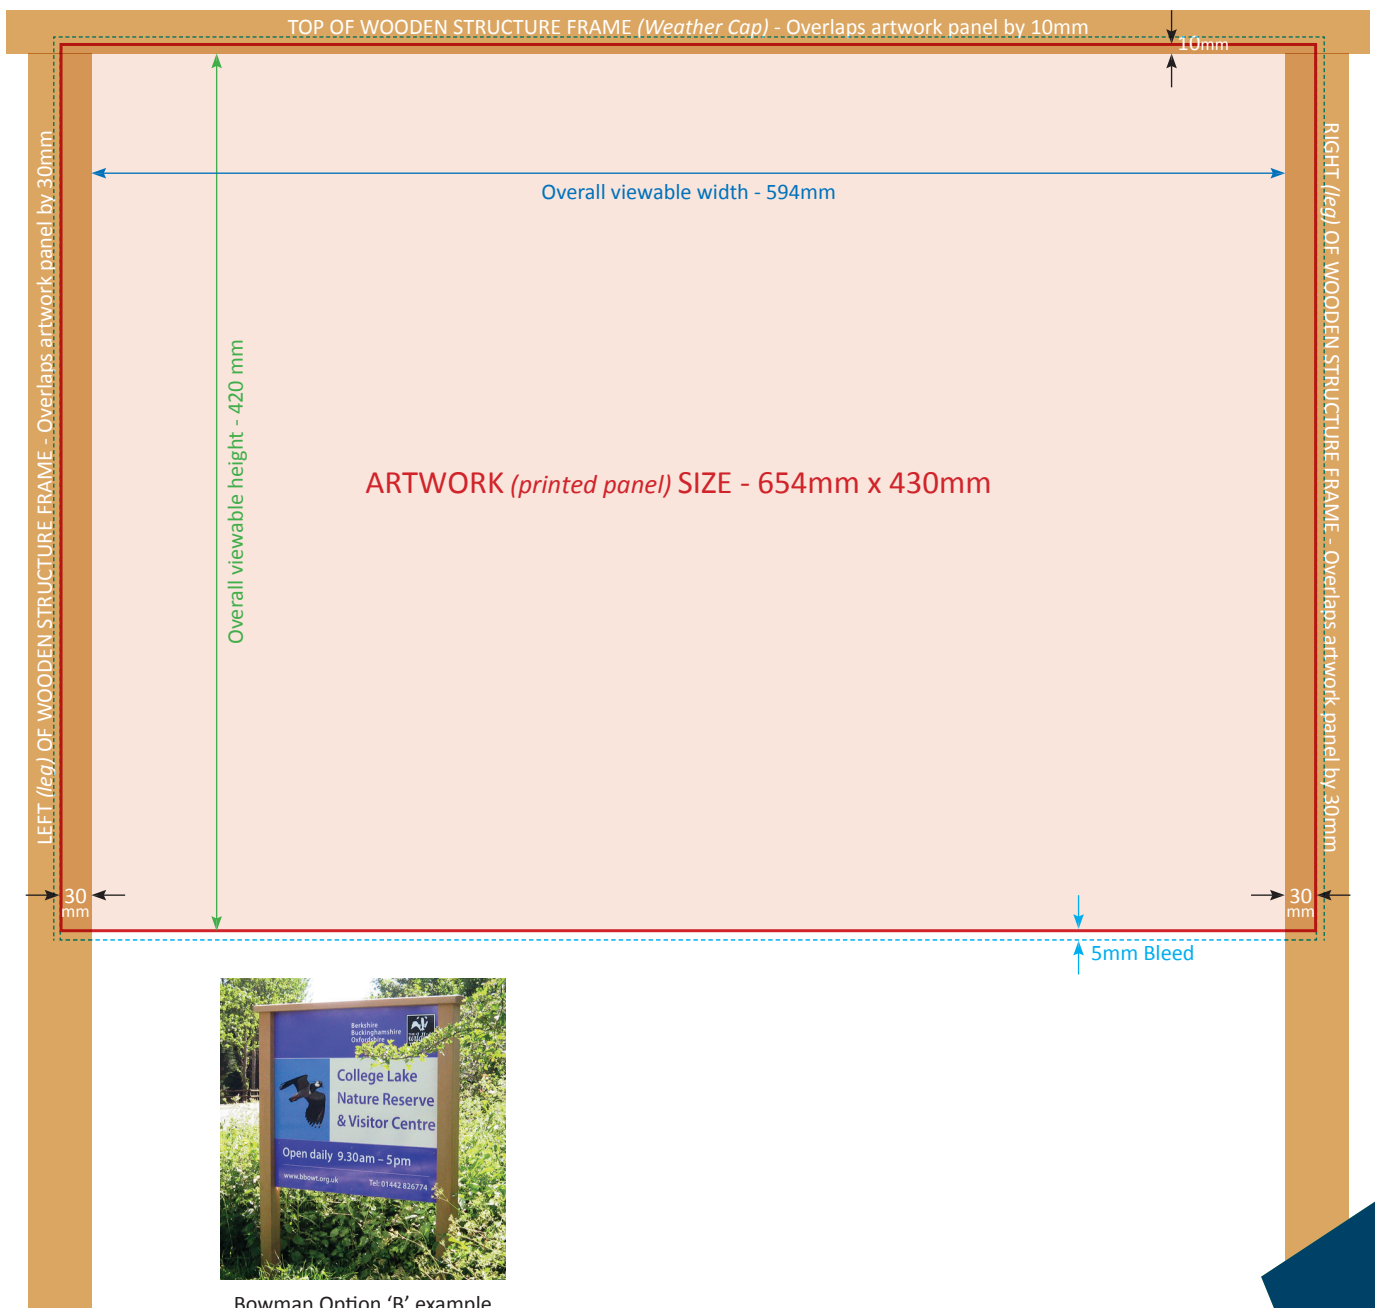 TOP OF WOODEN STRUCTURE FRAME (Weather Cap) - Overlaps artwork panel by 10mm
10mm
LEFT (leg) OF WOODEN STRUCTURE FRAME - Overlaps artwork panel by 30mm
RIGHT (leg) OF WOODEN STRUCTURE FRAME - Overlaps artwork panel by 30mm
Overall viewable width - 594mm
Overall viewable height - 420 mm
ARTWORK (printed panel) SIZE - 654mm x 430mm
30
mm
30
mm
5mm Bleed
Berkshire
Buckinghamshire
Oxfordshire
College Lake
Nature Reserve
& Visitor Centre
Open daily 9.30am – 5pm
www.bbowt.org.uk
Tel: 01442 826774
Bowman Option ‘B’ example